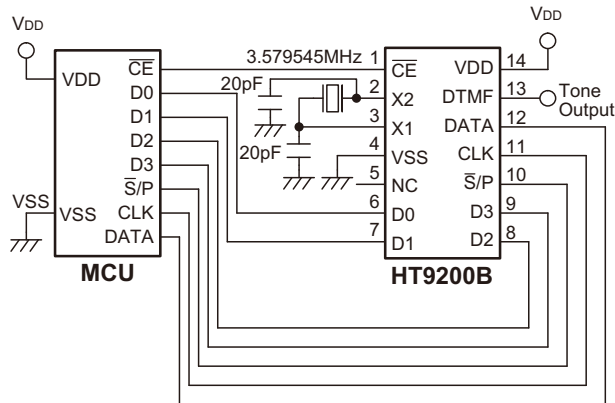 VDD
VDD
VSS
VDD
VSS
CE
D0
D1
D2
D3
S/P
CLK
DATA
MCU
3.579545MHz
20pF
20pF
1
2
3
4
5
6
7
CE
X2
X1
VSS
NC
D0
D1
VDD
DTMF
DATA
CLK
S/P
D3
D2
14
13
12
11
10
9
8
Tone
Output
HT9200B